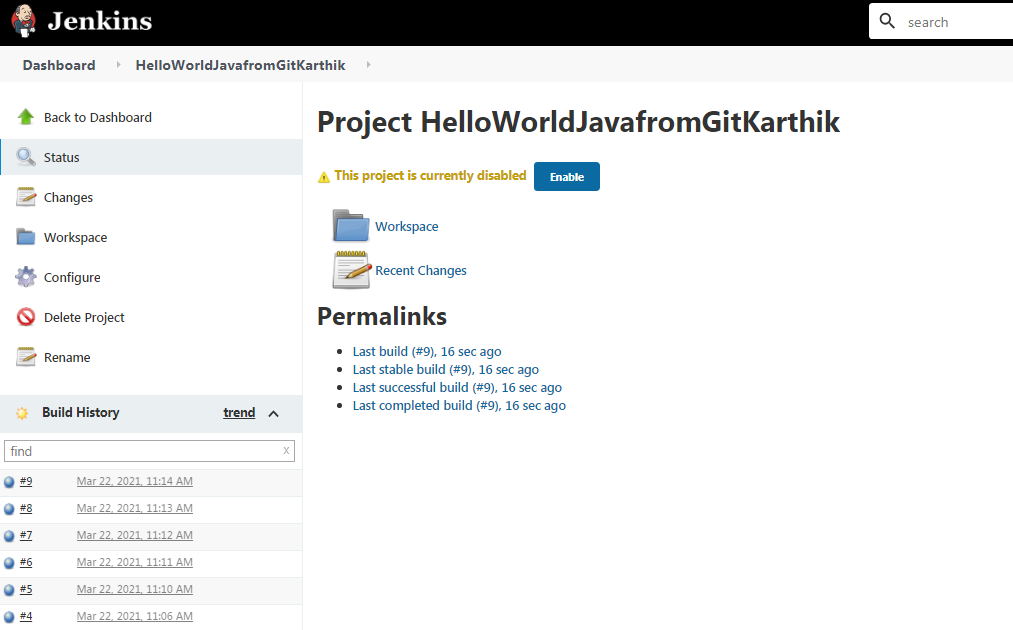 Jenkins
search
Dashboard
HelloWorldJavafromGitKarthik
Back to Dashboard
Status
Changes
Workspace
Configure
Delete Project
Rename
Build History
trend
find
x
#9 Mar 22, 2021, 11:14 AM
#8 Mar 22, 2021, 11:13 AM
#7 Mar 22, 2021, 11:12 AM
#6 Mar 22, 2021, 11:11 AM
#5 Mar 22, 2021, 11:10 AM
#4 Mar 22, 2021, 11:06 AM
Project HelloWorldJavafromGitKarthik
This project is currently disabled
Enable
Workspace
Recent Changes
Permalinks
Last build (#9), 16 sec ago
Last stable build (#9), 16 sec ago
Last successful build (#9), 16 sec ago
Last completed build (#9), 16 sec ago